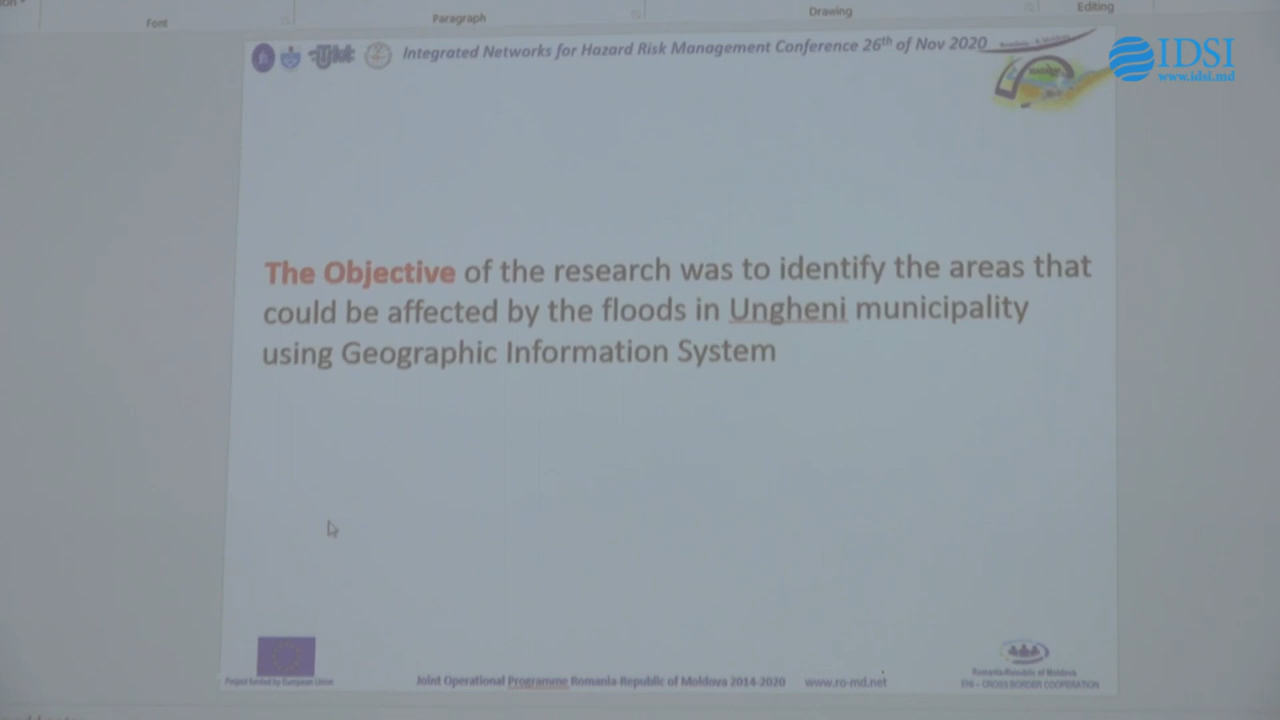 Font
Paragraph
Drawing
Editing
Integrated Networks for Hazard Risk Management Conference 26th of Nov 2020
IDSI
www.idsi.md
The Objective of the research was to identify the areas that
could be affected by the floods in Ungheni municipality
using Geographic Information System
Project funded by European Union
Joint Operational Programme Romania-Republic of Moldova 2014-2020
www.ro-md.net
Romania-Republic of Moldova
ENI - CROSS BORDER COOPERATION